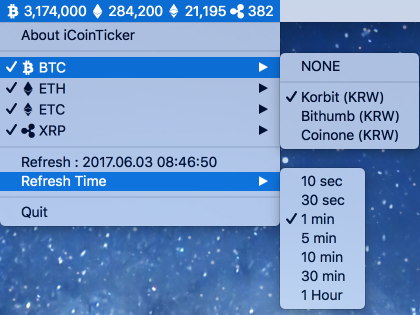 3,174,000 284,200 21,195 382
About iCoinTicker
BTC
ETH
ETC
XRP
Refresh : 2017.06.03 08:46:50
Refresh Time
Quit
NONE
Korbit (KRW)
Bithumb (KRW)
Coinone (KRW)
10 sec
30 sec
1 min
5 min
10 min
30 min
1 Hour